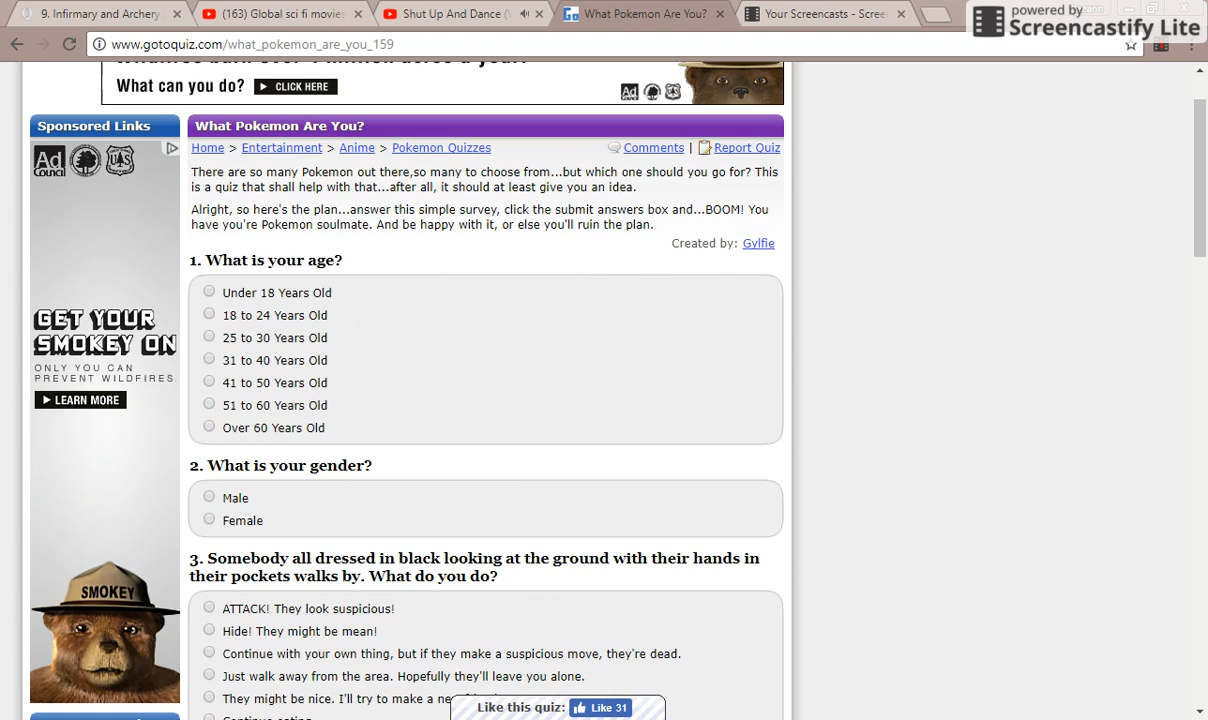 9. Infirmary and Archery
(163) Global sci fi movies
Shut Up And Dance (
What Pokemon Are You?
Your Screencasts - Scree
powered by
Screencastify Lite
www.gotoquiz.com/what_pokemon_are_you_159
What can you do? CLICK HERE
Ad Council
Sponsored Links
Ad Council
GET YOUR
SMOKEY ON
ONLY YOU CAN
PREVENT WILDFIRES.
LEARN MORE
SMOKEY
What Pokemon Are You?
Home > Entertainment > Anime > Pokemon Quizzes
Comments | Report Quiz
There are so many Pokemon out there,so many to choose from...but which one should you go for? This
is a quiz that shall help with that...after all, it should at least give you an idea.
Alright, so here's the plan...answer this simple survey, click the submit answers box and...BOOM! You
have you're Pokemon soulmate. And be happy with it, or else you'll ruin the plan.
Created by: Gylfie
1. What is your age?
Under 18 Years Old
18 to 24 Years Old
25 to 30 Years Old
31 to 40 Years Old
41 to 50 Years Old
51 to 60 Years Old
Over 60 Years Old
2. What is your gender?
Male
Female
3. Somebody all dressed in black looking at the ground with their hands in
their pockets walks by. What do you do?
ATTACK! They look suspicious!
Hide! They might be mean!
Continue with your own thing, but if they make a suspicious move, they're dead.
Just walk away from the area. Hopefully they'll leave you alone.
They might be nice. I'll try to make a ne
Like this quiz: Like 31